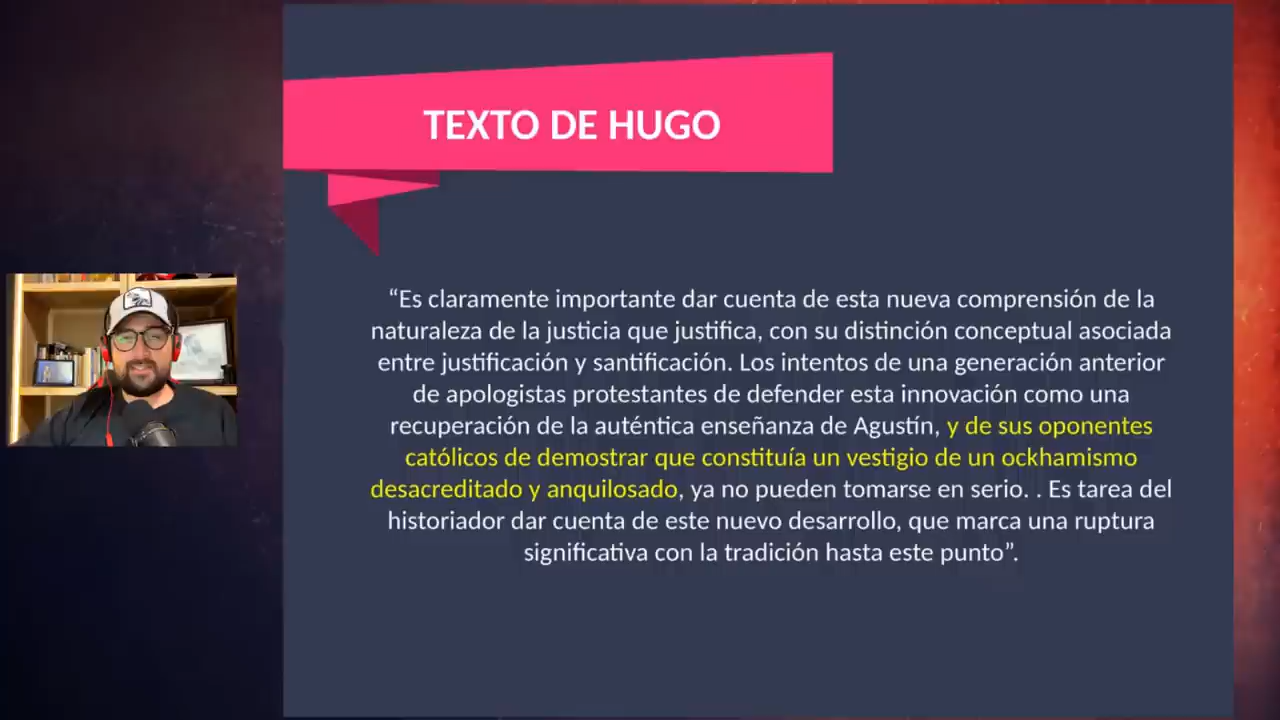 TEXTO DE HUGO
“Es claramente importante dar cuenta de esta nueva comprensión de la
naturaleza de la justicia que justifica, con su distinción conceptual asociada
entre justificación y santificación. Los intentos de una generación anterior
de apologistas protestantes de defender esta innovación como una
recuperación de la auténtica enseñanza de Agustín, y de sus oponentes
católicos de demostrar que constituía un vestigio de un ockhamismo
desacreditado y anquilosado, ya no pueden tomarse en serio. . Es tarea del
historiador dar cuenta de este nuevo desarrollo, que marca una ruptura
significativa con la tradición hasta este punto”.